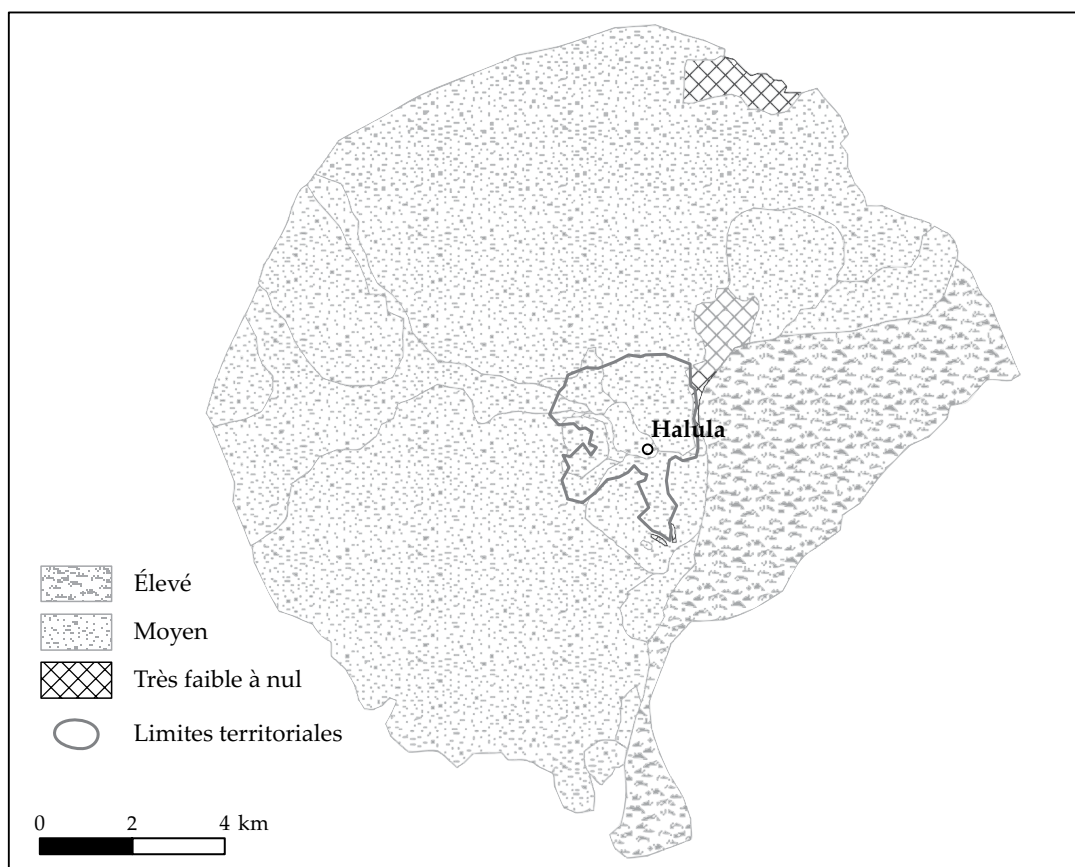 Halula
Élevé
Moyen
Très faible à nul
Limites territoriales
0 2 4 km